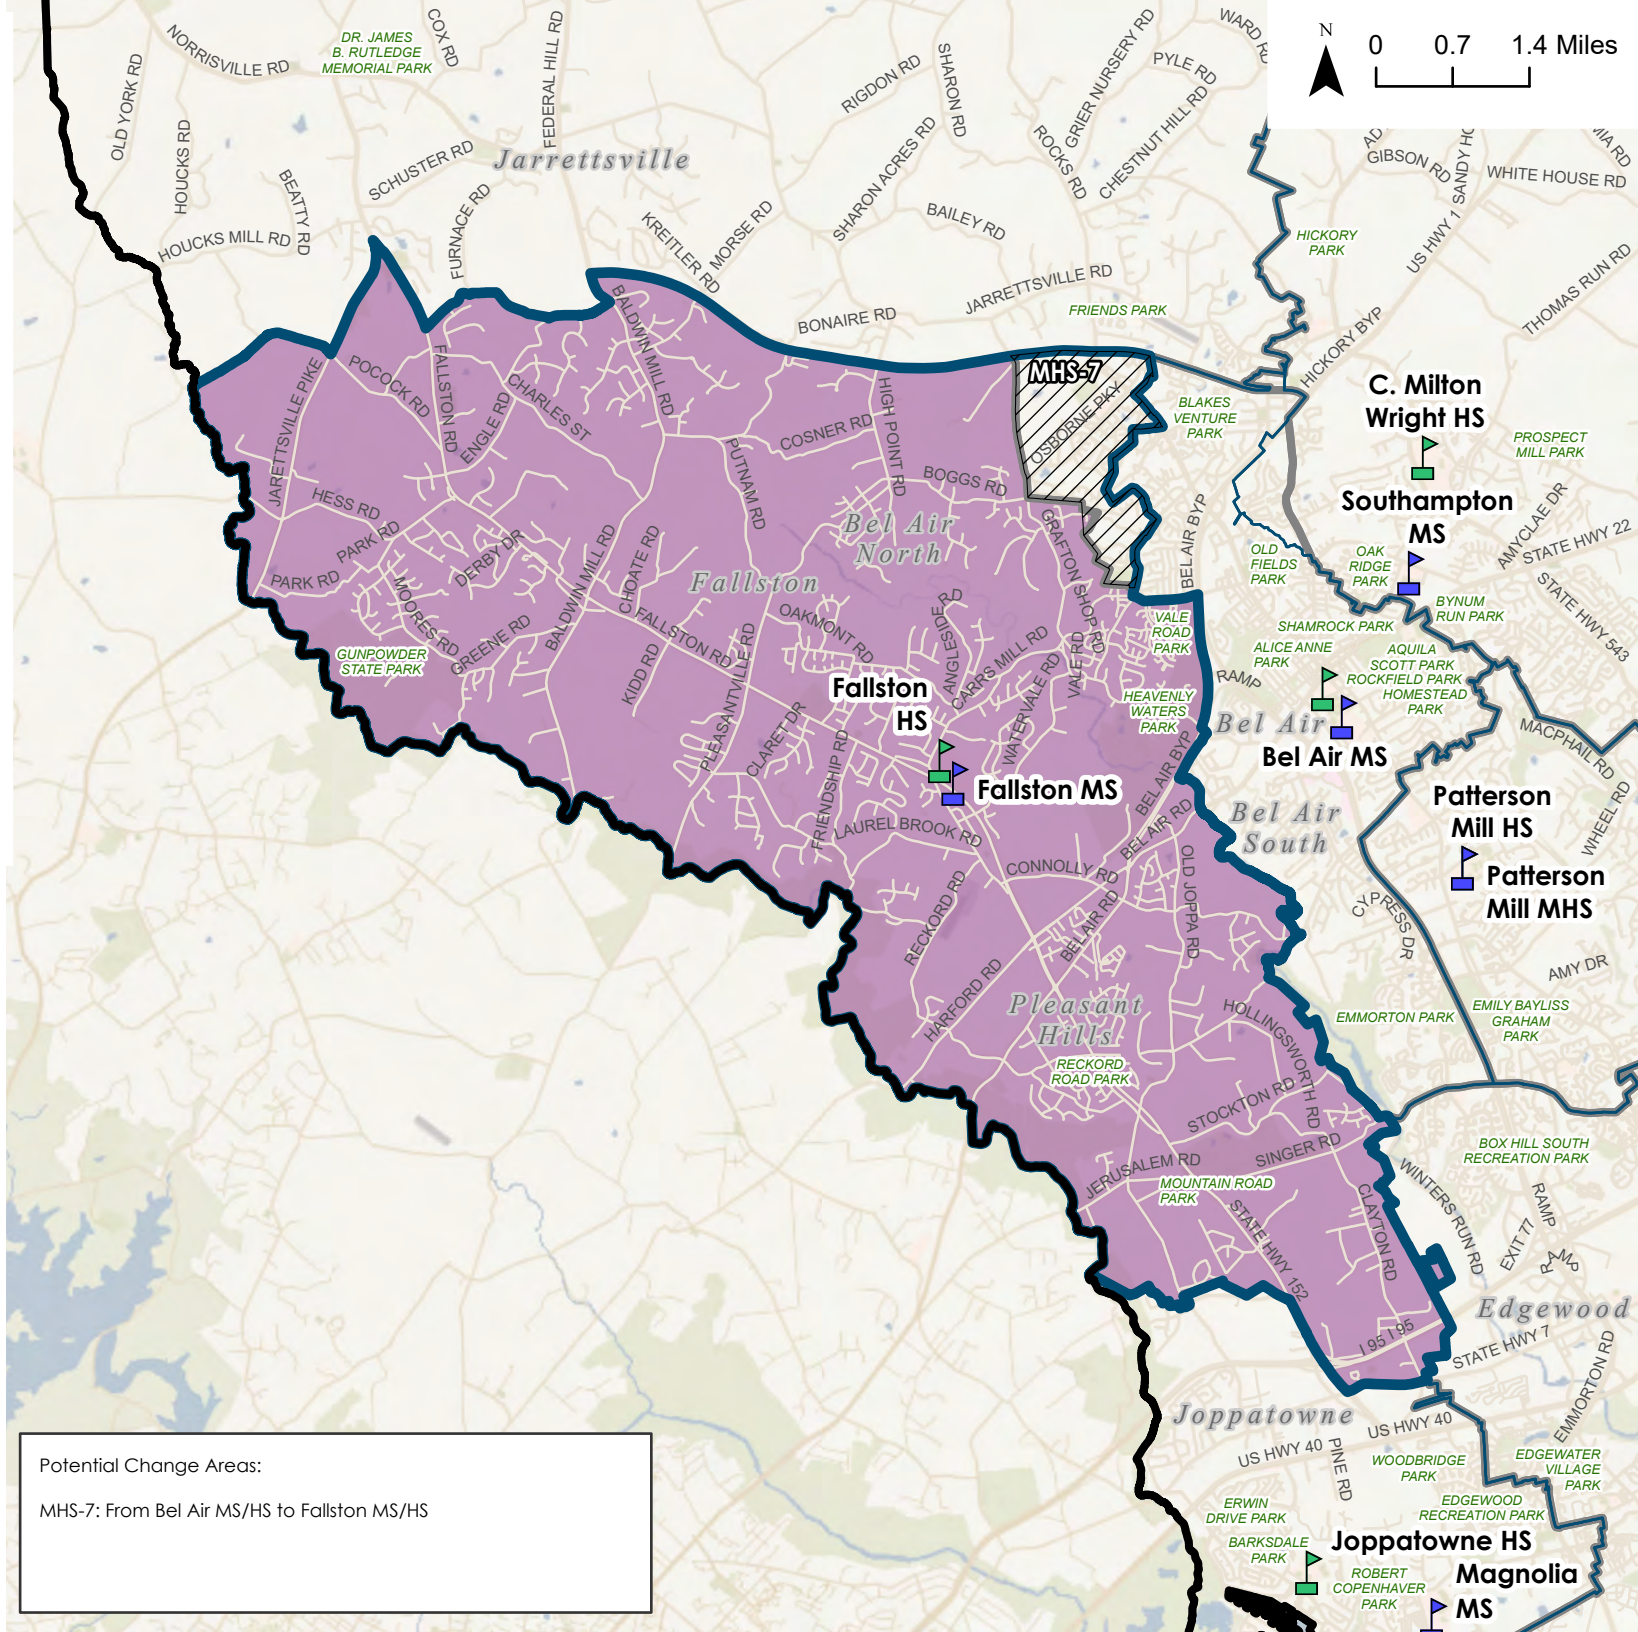 N
0 0.7 1.4 Miles
DR. JAMES
B. RUTLEDGE
MEMORIAL PARK
COX RD
NORRISVILLE RD
OLD YORK RD
FEDERAL HILL RD
HOUCKS RD
BEATTY RD
SCHUSTER RD
Jarrettsville
FURNACE RD
HOUCKS MILL RD
KREITLER RD
MORSE RD
RIGDON RD
SHARON RD
SHARON ACRES RD
BAILEY RD
ROCKS RD
GRIER NURSERY RD
PYLE RD
CHESTNUT HILL RD
WARD RD
GIBSON RD
US HWY 1
WHITE HOUSE RD
HICKORY
PARK
THOMAS RUN RD
JARRETTSVILLE RD
BONAIRE RD
FRIENDS PARK
HICKORY BYP
MHS-7
OSBORNE PKY
BLAKES
VENTURE
PARK
C. Milton
Wright HS
PROSPECT
MILL PARK
Southampton
MS
AMYCLAE DR
STATE HWY 22
STATE HWY 543
OLD
FIELDS
PARK
OAK
RIDGE
PARK
BYNUM
RUN PARK
SHAMROCK PARK
ALICE ANNE
PARK
AQUILA
SCOTT PARK
ROCKFIELD PARK
HOMESTEAD
PARK
RAMP
Bel Air
Bel Air MS
MACPHAIL RD
WHEEL RD
Patterson
Mill HS
Patterson
Mill MHS
CYPRESS DR
AMY DR
EMMORTON PARK
EMILY BAYLISS
GRAHAM
PARK
Bel Air
South
BEL AIR BYP
VALE
ROAD
PARK
HEAVENLY
WATERS
PARK
BALDWIN MILL RD
JARRETTSVILLE PIKE
POCOCK RD
FALLSTON RD
ENGLE RD
CHARLES ST
COSNER RD
HIGH POINT RD
BOGGS RD
PUTNAM RD
HESS RD
PARK RD
PARK RD
DERBY DR
BALDWIN MILL RD
CHOATE RD
Bel Air
North
Fallston
GRAFTON SHOP RD
MOORES RD
GREENE RD
GUNPOWDER
STATE PARK
FALLSTON RD
KIDD RD
PLEASANTVILLE RD
OAKMONT RD
ANGLESIDE RD
CARRS MILL RD
VALE RD
WATERVALE RD
Fallston
HS
Fallston MS
CLARET DR
FRIENDSHIP RD
LAUREL BROOK RD
BEL AIR BYP
BELAIR RD
CONNOLLY RD
OLD JOPPA RD
RECKORD RD
BELAIR RD
HARFORD RD
Pleasant
Hills
RECKORD
ROAD PARK
HOLLINGSWORTH RD
STOCKTON RD
SINGER RD
JERUSALEM RD
MOUNTAIN ROAD
PARK
STATE HWY 152
CLAYTON RD
I 95 I 95
BOX HILL SOUTH
RECREATION PARK
WINTERS RUN RD
RAMP
EXIT 77
RAMP
Edgewood
STATE HWY 7
EMMORTON RD
Joppatowne
US HWY 40
US HWY 40
PINE RD
WOODBRIDGE
PARK
EDGEWATER
VILLAGE
PARK
ERWIN
DRIVE PARK
EDGEWOOD
RECREATION PARK
BARKSDALE
PARK
Joppatowne HS
ROBERT
COPENHAVER
PARK
Magnolia
MS
Potential Change Areas:
MHS-7: From Bel Air MS/HS to Fallston MS/HS